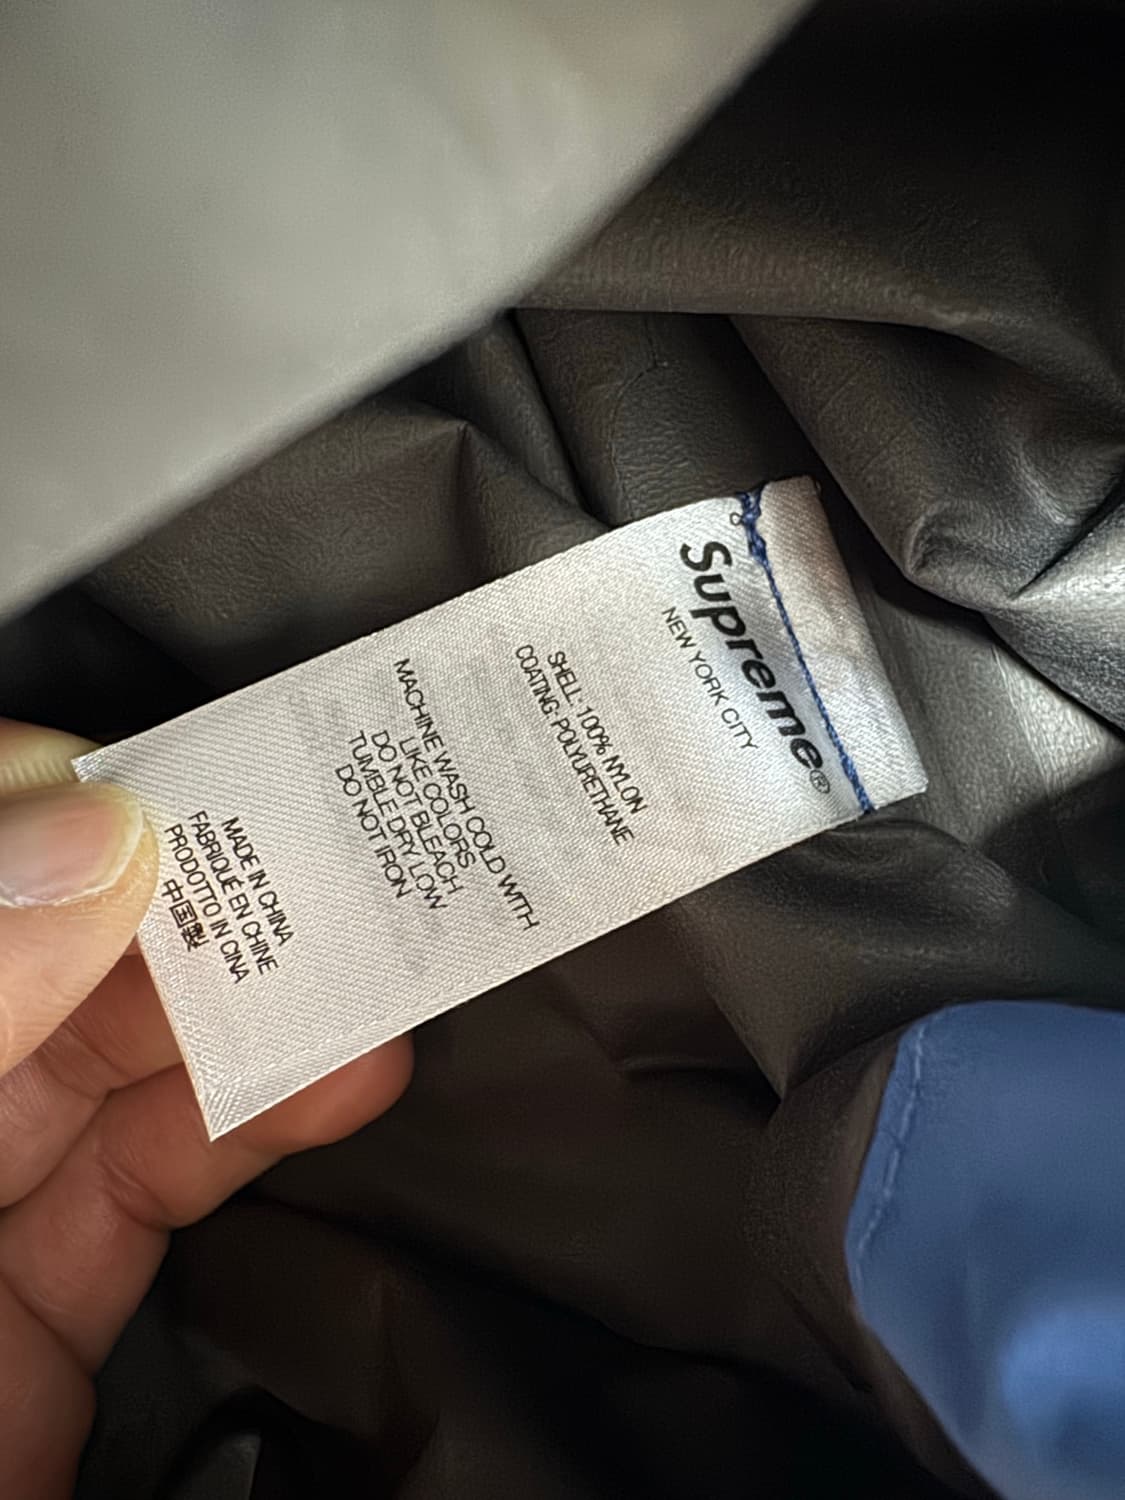 Supreme®
NEW YORK CITY
SHELL: 100% NYLON
COATING: POLYURETHANE
MACHINE WASH COLD WITH
LIKE COLORS
DO NOT BLEACH
TUMBLE DRY LOW
DO NOT IRON
MADE IN CHINA
FABRIQUÉ EN CHINE
PRODOTTO IN CINA
中国製